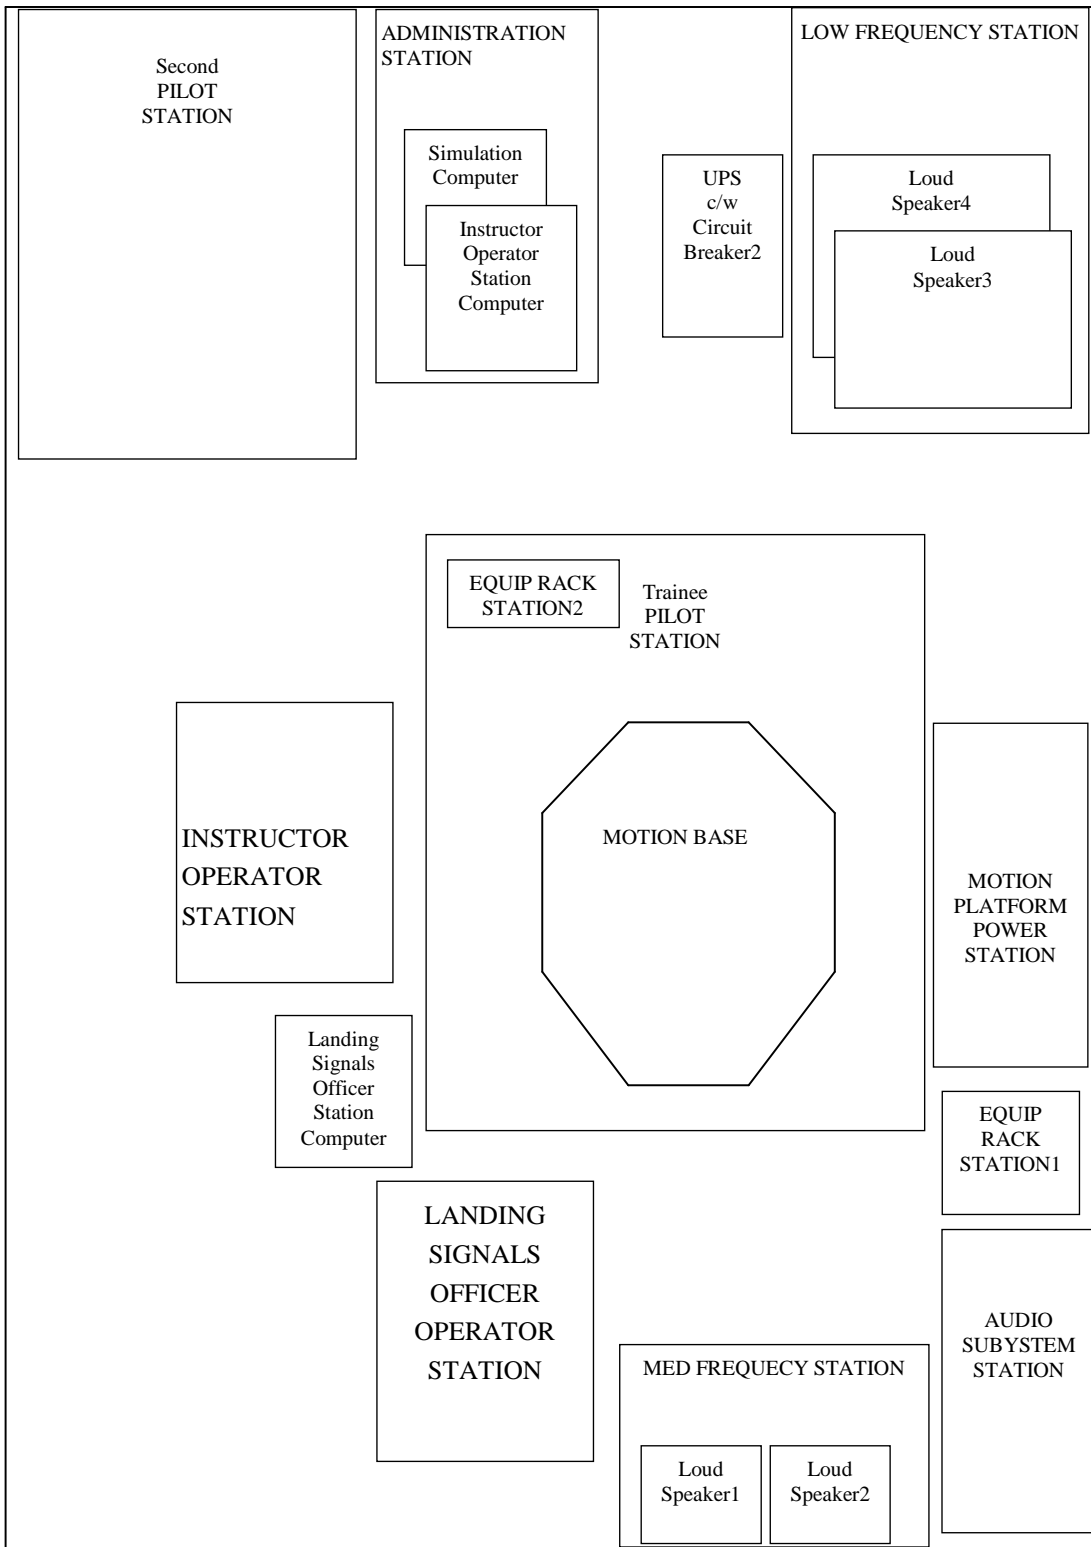 Second
PILOT
STATION
ADMINISTRATION
STATION
Simulation
Computer
Instructor
Operator
Station
Computer
UPS
c/w
Circuit
Breaker2
LOW FREQUENCY STATION
Loud
Speaker4
Loud
Speaker3
EQUIP RACK
STATION2
Trainee
PILOT
STATION
INSTRUCTOR
OPERATOR
STATION
MOTION BASE
MOTION
PLATFORM
POWER
STATION
Landing
Signals
Officer
Station
Computer
EQUIP
RACK
STATION1
LANDING
SIGNALS
OFFICER
OPERATOR
STATION
AUDIO
SUBYSTEM
STATION
MED FREQUECY STATION
Loud
Speaker1
Loud
Speaker2